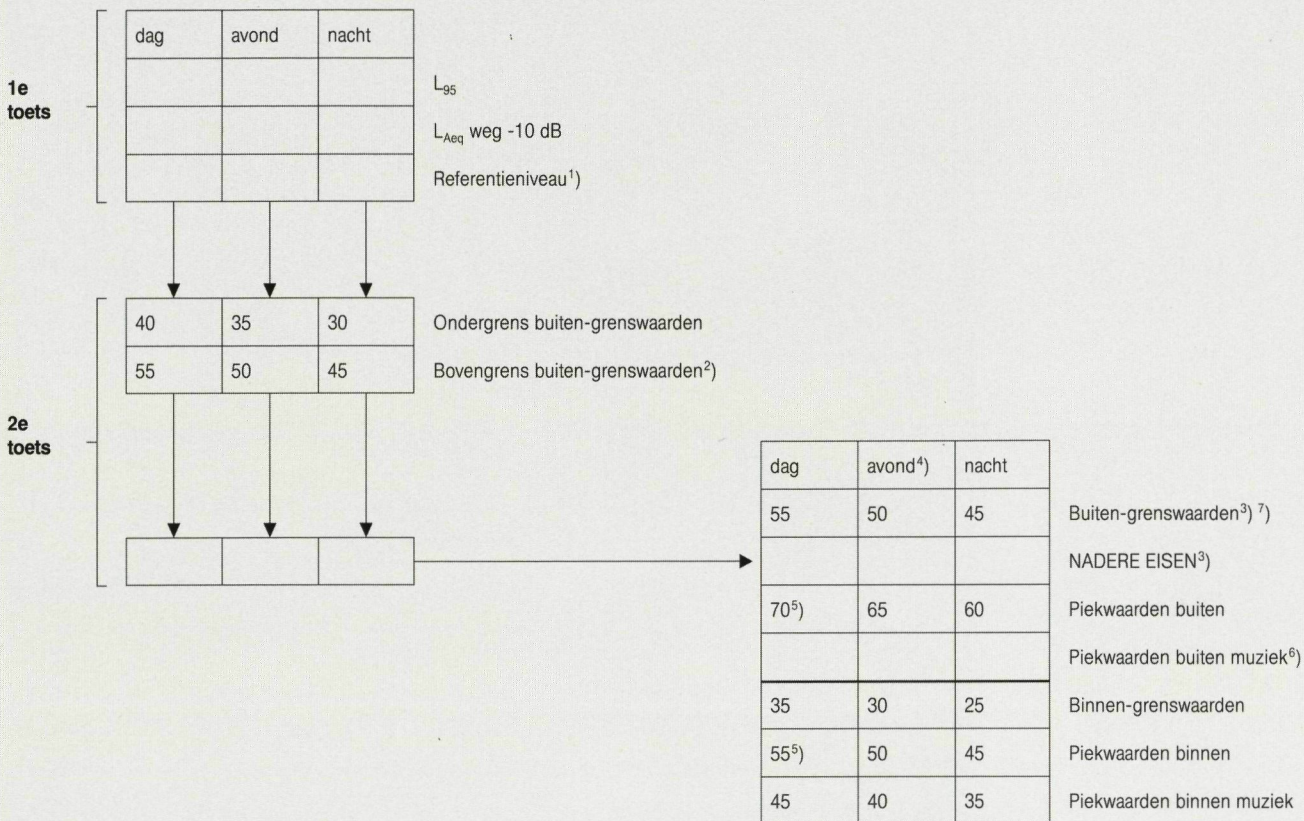 dag avond nacht
1e
toets
L95
LAeq weg -10 dB
Referentieniveau¹)
40 35 30 Ondergrens buiten-grenswaarden
55 50 45 Bovengrens buiten-grenswaarden²)
2e
toets
dag avond⁴) nacht
55 50 45 Buiten-grenswaarden³) ⁷)
NADERE EISEN³)
70⁵) 65 60 Piekwaarden buiten
Piekwaarden buiten muziek⁶)
35 30 25 Binnen-grenswaarden
55⁵) 50 45 Piekwaarden binnen
45 40 35 Piekwaarden binnen muziek